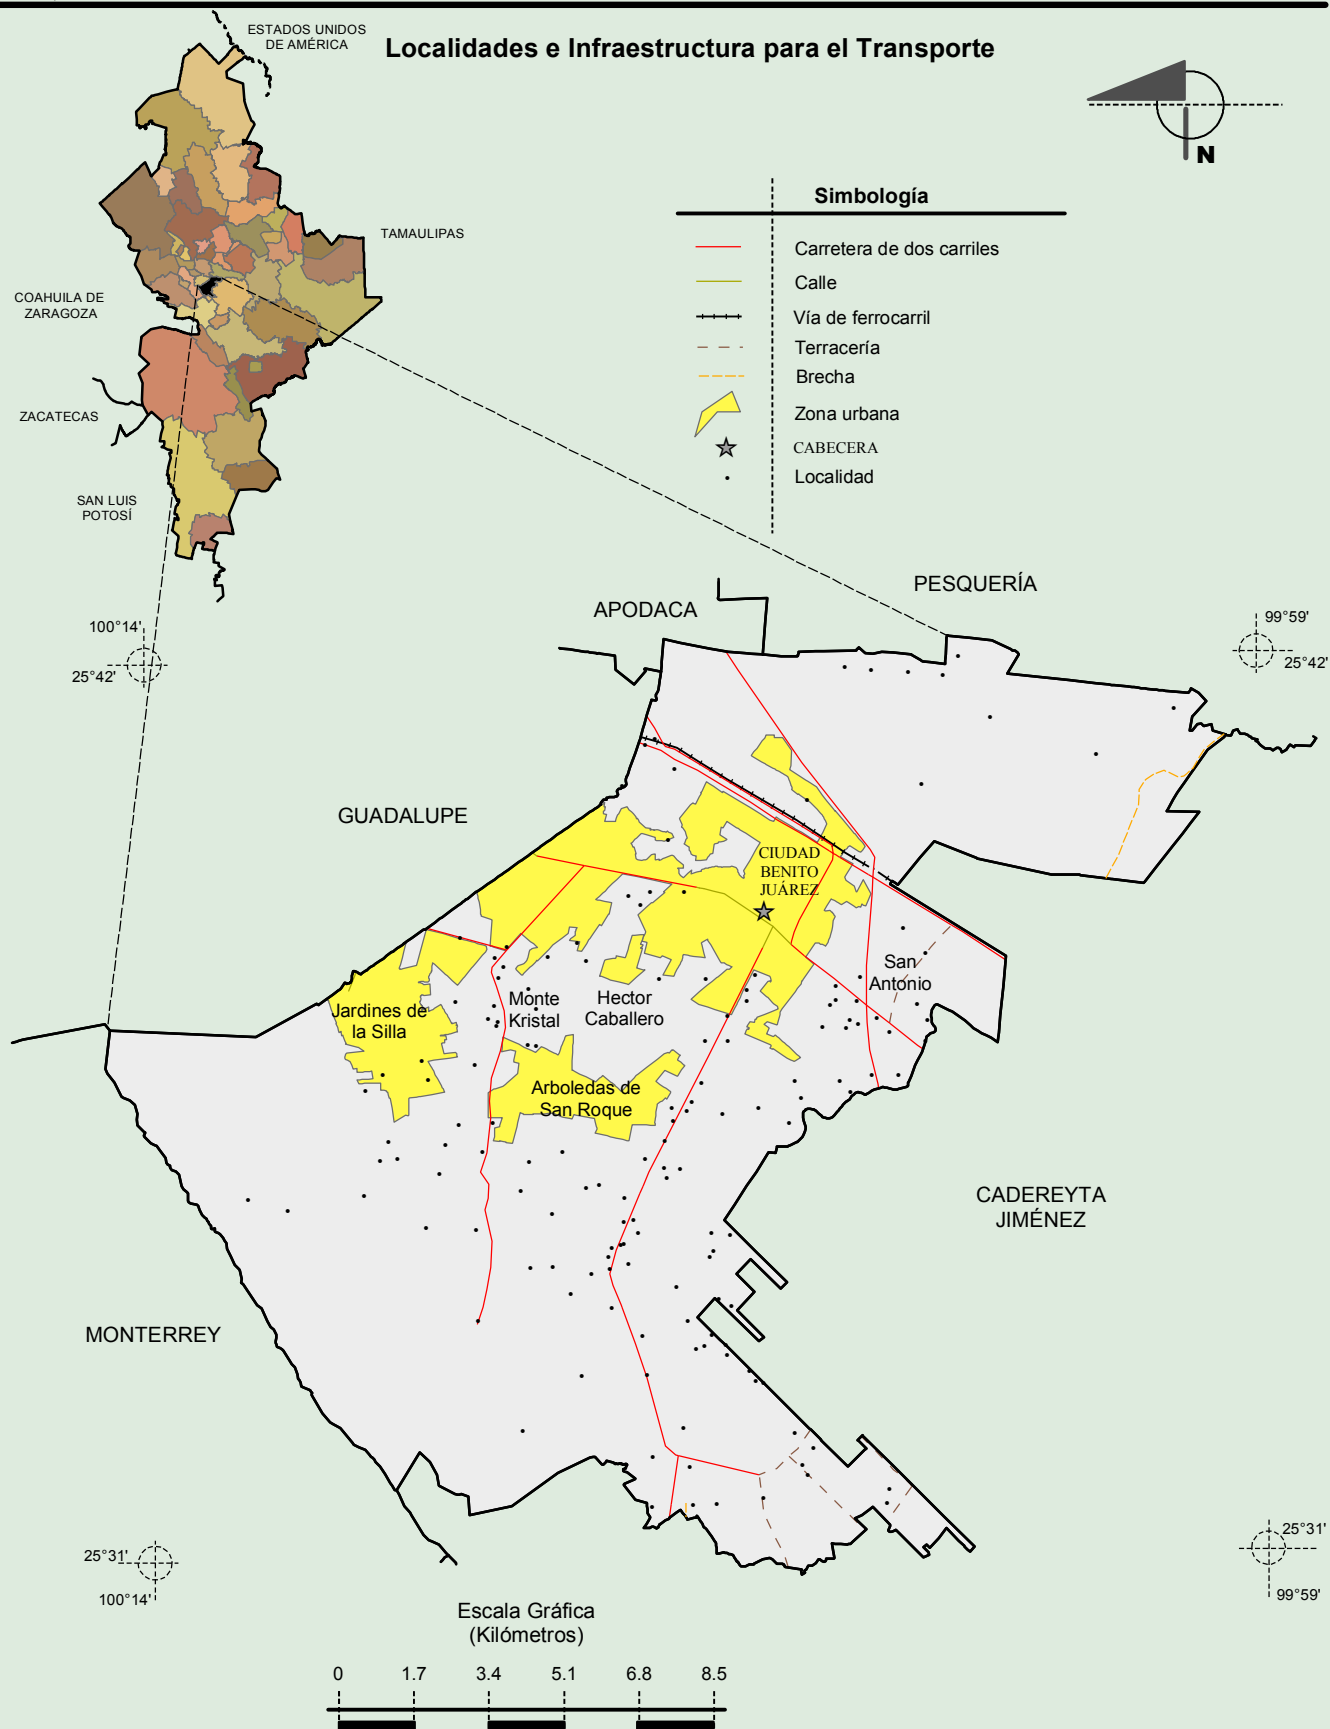 ESTADOS UNIDOS
DE AMÉRICA
Localidades e Infraestructura para el Transporte
N
Simbología
TAMAULIPAS
Carretera de dos carriles
Calle
COAHUILA DE
ZARAGOZA
Vía de ferrocarril
Terracería
Brecha
Zona urbana
ZACATECAS
CABECERA
Localidad
SAN LUIS
POTOSÍ
PESQUERÍA
APODACA
100°14'
25°42'
99°59'
25°42'
GUADALUPE
CIUDAD
BENITO
JUÁREZ
San
Antonio
Monte
Kristal
Hector
Caballero
Jardines de
la Silla
Arboledas de
San Roque
CADEREYTA
JIMÉNEZ
MONTERREY
25°31'
100°14'
25°31'
99°59'
Escala Gráfica
(Kilómetros)
0 1.7 3.4 5.1 6.8 8.5